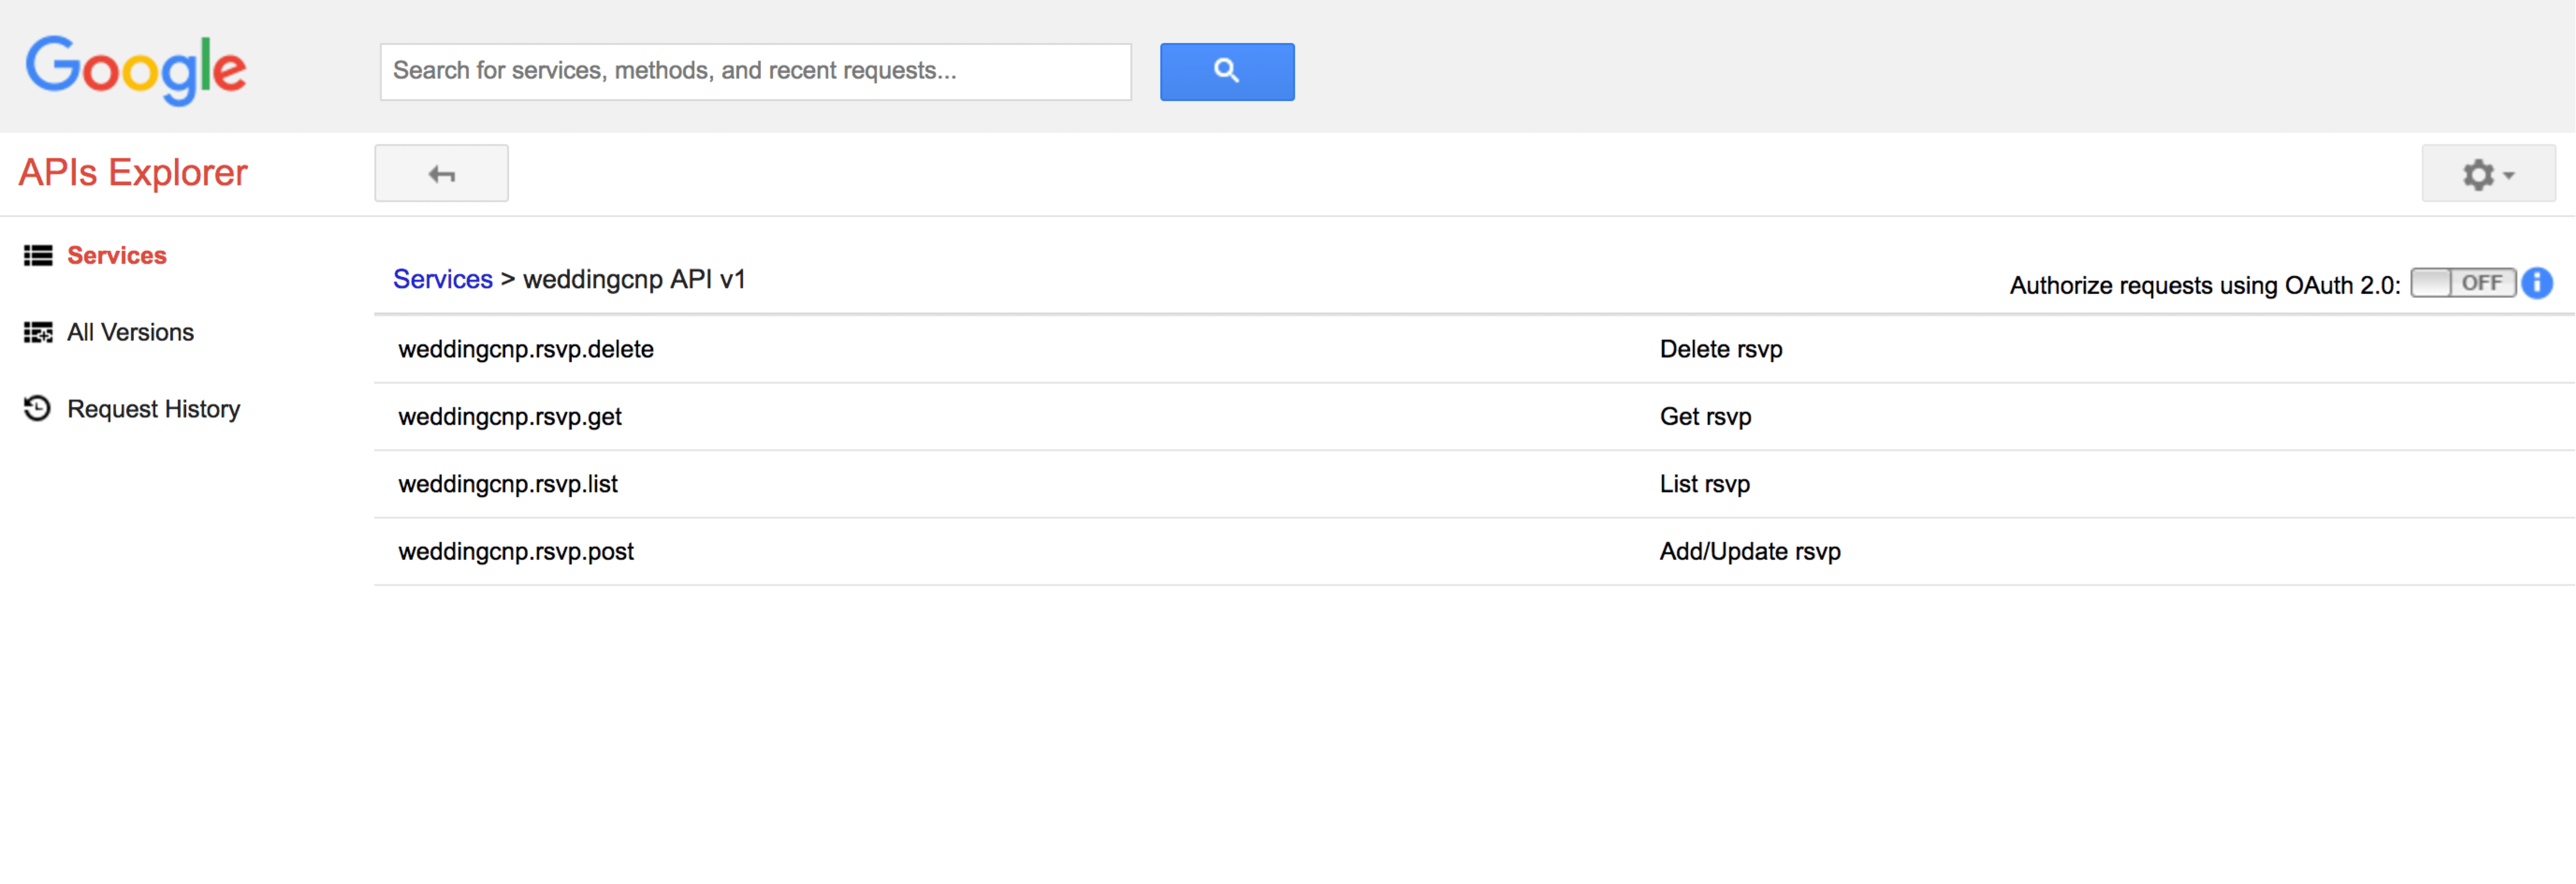 Google
Search for services, methods, and recent requests...
APIs Explorer
Services
All Versions
Request History
Services > weddingcnp API v1
Authorize requests using OAuth 2.0: OFF
weddingcnp.rsvp.delete Delete rsvp
weddingcnp.rsvp.get Get rsvp
weddingcnp.rsvp.list List rsvp
weddingcnp.rsvp.post Add/Update rsvp